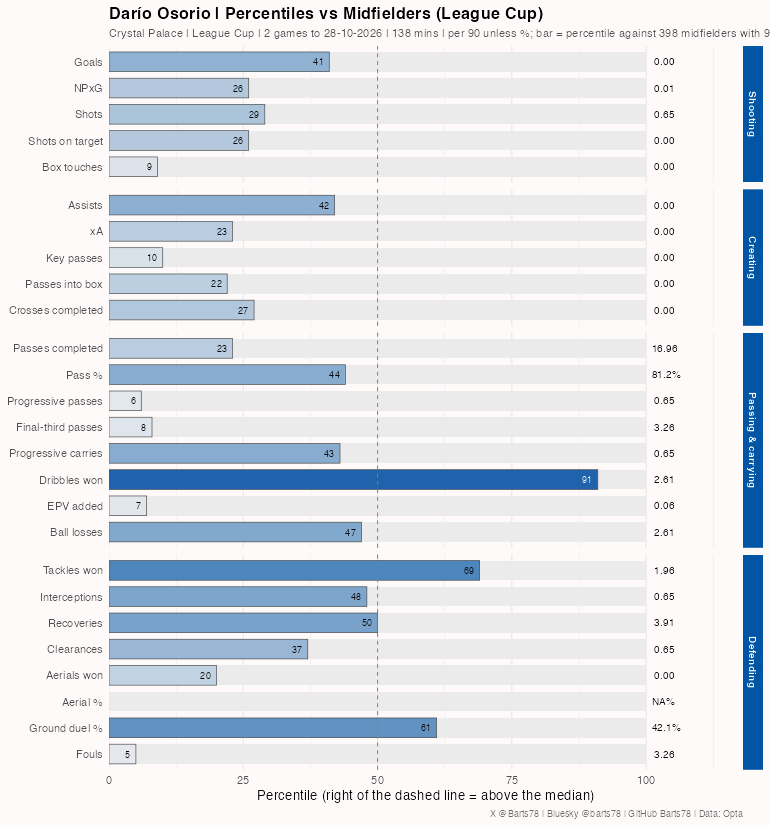 Darío Osorio | Percentiles vs Midfielders (League Cup)
Crystal Palace | League Cup | 2 games to 28-10-2026 | 138 mins | per 90 unless %; bar = percentile against 398 midfielders with 9
Shooting
Goals 41 0.00
NPxG 26 0.01
Shots 29 0.65
Shots on target 26 0.00
Box touches 9 0.00
Creating
Assists 42 0.00
xA 23 0.00
Key passes 10 0.00
Passes into box 22 0.00
Crosses completed 27 0.00
Passing & carrying
Passes completed 23 16.96
Pass % 44 81.2%
Progressive passes 6 0.65
Final-third passes 8 3.26
Progressive carries 43 0.65
Dribbles won 91 2.61
EPV added 7 0.06
Ball losses 47 2.61
Defending
Tackles won 69 1.96
Interceptions 48 0.65
Recoveries 50 3.91
Clearances 37 0.65
Aerials won 20 0.00
Aerial % NA%
Ground duel % 61 42.1%
Fouls 5 3.26
0 25 50 75 100
Percentile (right of the dashed line = above the median)
X @Barts78 | Bluesky @barts78 | GitHub Barts78 | Data: Opta